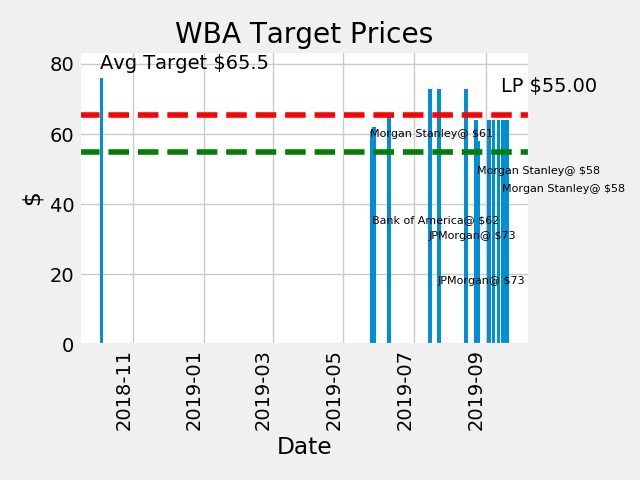 WBA Target Prices
Avg Target $65.5
LP $55.00
Morgan Stanley@ $61
Morgan Stanley@ $58
Morgan Stanley@ $58
Bank of America@ $62
JPMorgan@ $73
JPMorgan@ $73
$
80
60
40
20
0
2018-11
2019-01
2019-03
2019-05
2019-07
2019-09
Date